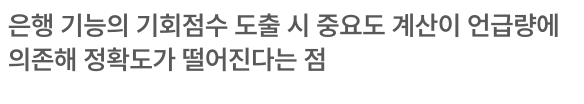 은행 기능의 기회점수 도출 시 중요도 계산이 언급량에
의존해 정확도가 떨어진다는 점